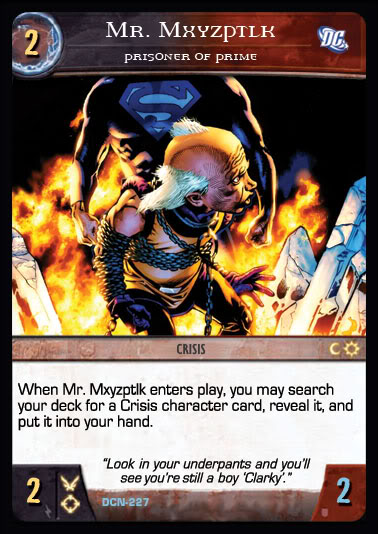 2
Mr. Mxyzptlk
prisoner of prime
DC
CRISIS
When Mr. Mxyzptlk enters play, you may search
your deck for a Crisis character card, reveal it, and
put it into your hand.
"Look in your underpants and you'll
see you're still a boy 'Clarky'."
2
DCN-227
2